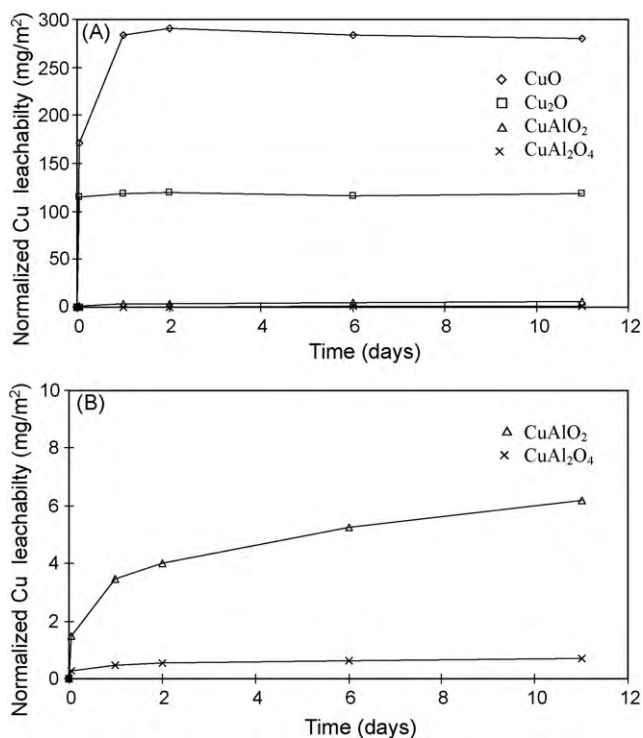 (A)
Normalized Cu leachabilty (mg/m²)
300
250
200
150
100
50
0
CuO
Cu₂O
CuAlO₂
CuAl₂O₄
0 2 4 6 8 10 12
Time (days)
(B)
Normalized Cu leachabilty (mg/m²)
10
8
6
4
2
0
CuAlO₂
CuAl₂O₄
0 2 4 6 8 10 12
Time (days)